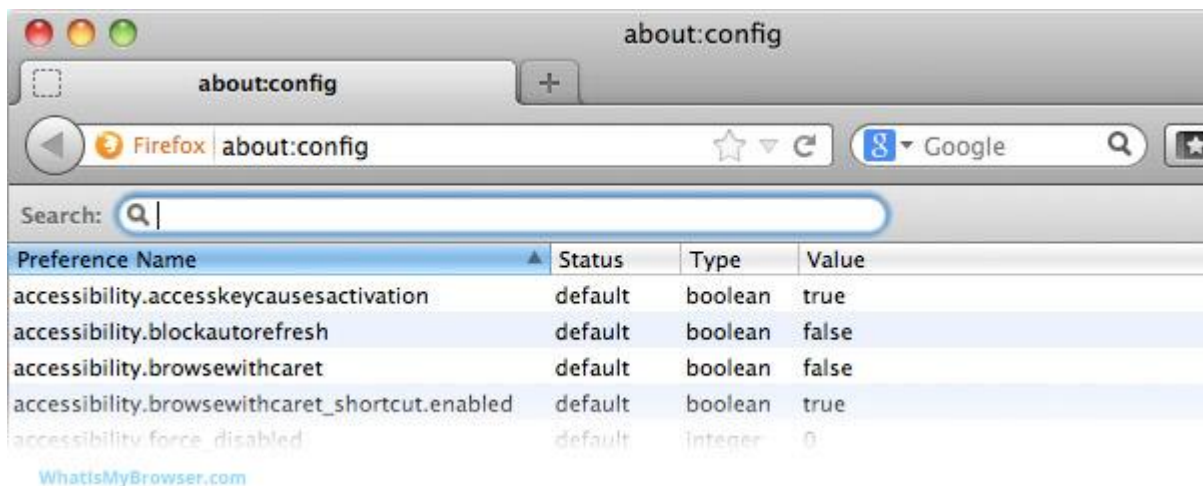 about:config
about:config
Firefox about:config Google
Search:
Preference Name Status Type Value
accessibility.accesskeycausesactivation default boolean true
accessibility.blockautorefresh default boolean false
accessibility.browsewithcaret default boolean false
accessibility.browsewithcaret_shortcut.enabled default boolean true
accessibility.force_disabled default integer 0
WhatIsMyBrowser.com